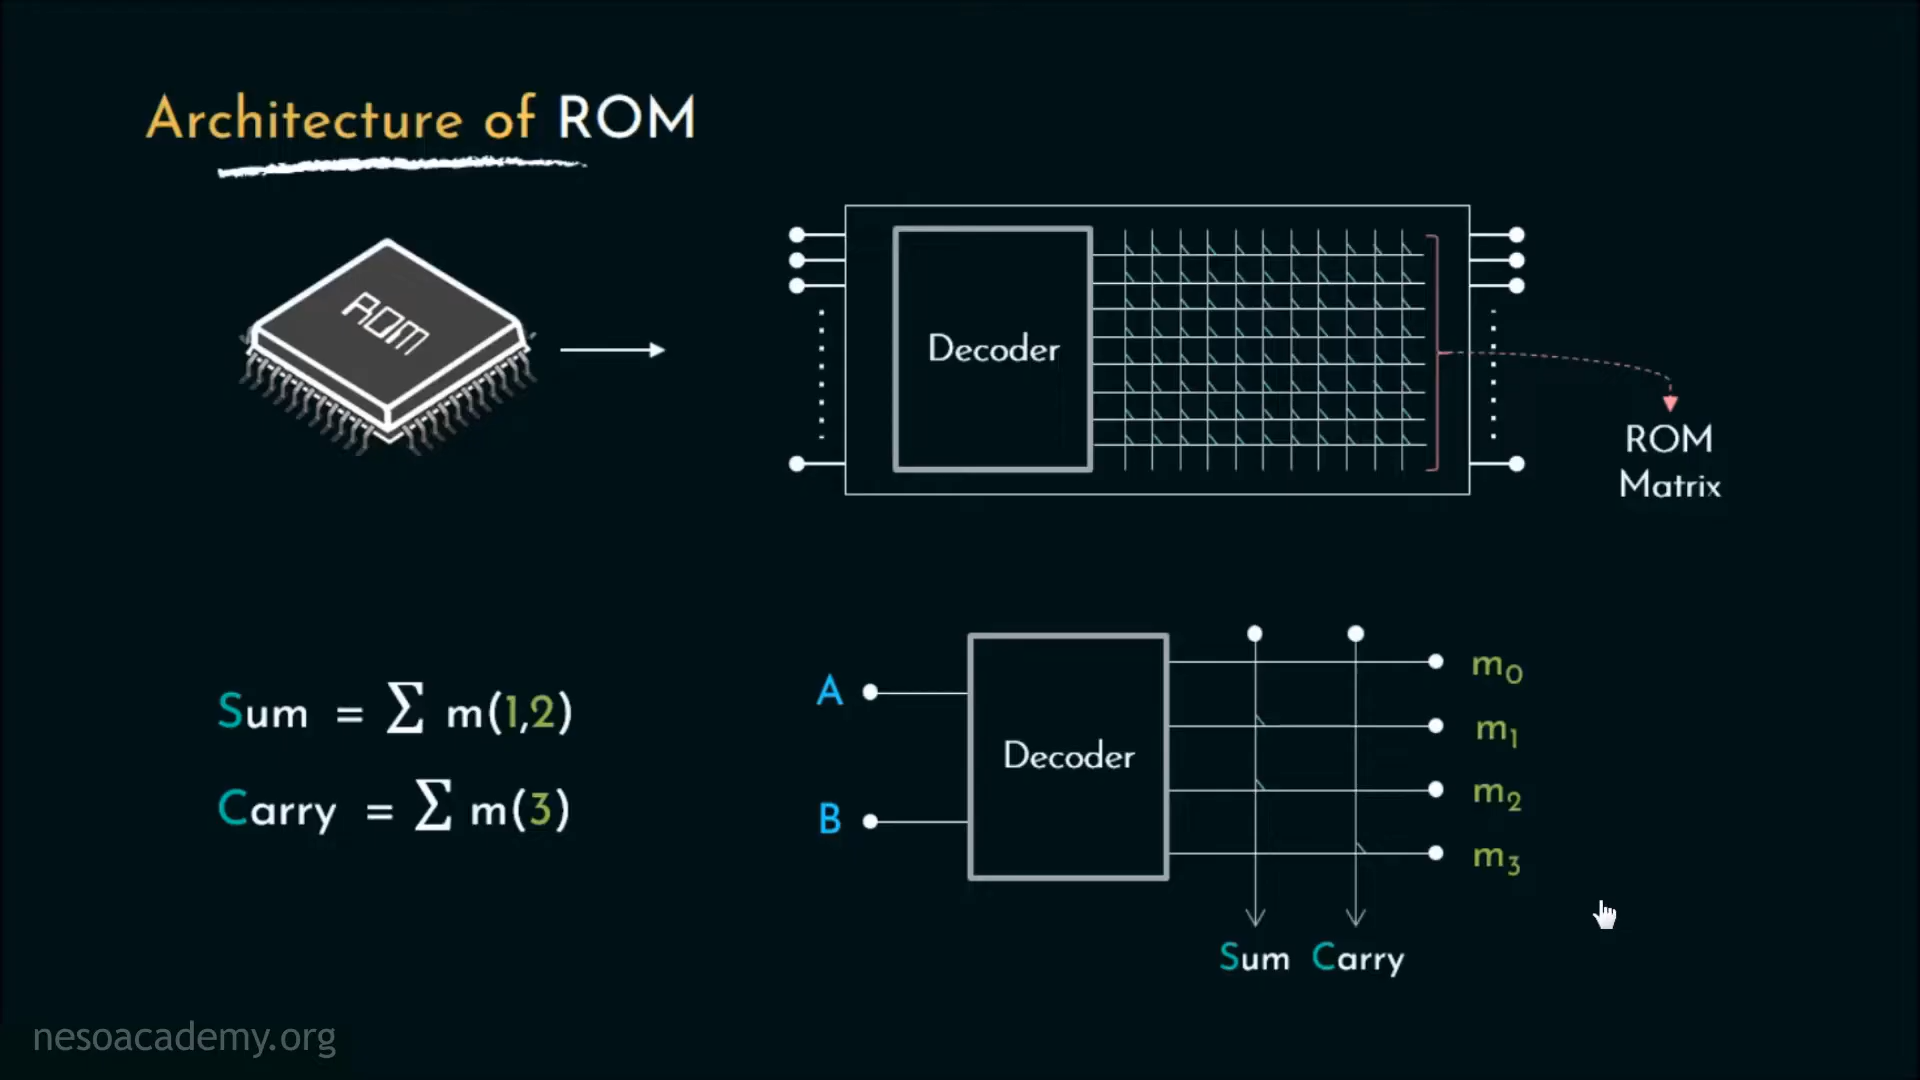 Architecture of ROM
ROM
Decoder
ROM
Matrix
Sum = Σ m(1,2)
Carry = Σ m(3)
A
B
Decoder
m0
m1
m2
m3
Sum Carry
nesoacademy.org